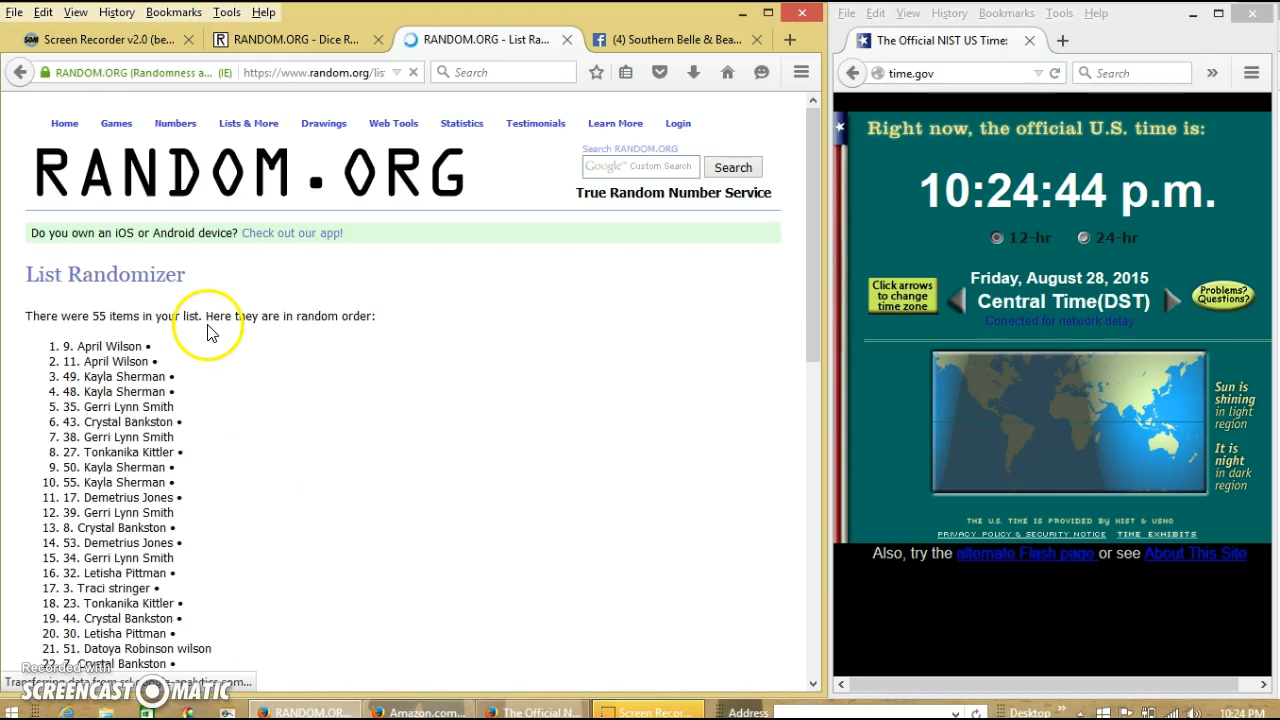 File Edit View History Bookmarks Tools Help
Screen Recorder v2.0 (be...
RANDOM.ORG - Dice R...
RANDOM.ORG - List Ra...
(4) Southern Belle & Bea...
RANDOM.ORG (Randomness a... (IE)
https://www.random.org/lis
Search
Home Games Numbers Lists & More Drawings Web Tools Statistics Testimonials Learn More Login
RANDOM.ORG
Search RANDOM.ORG
Google™ Custom Search
Search
True Random Number Service
Do you own an iOS or Android device? Check out our app!
List Randomizer
There were 55 items in your list. Here they are in random order:
1. 9. April Wilson •
2. 11. April Wilson •
3. 49. Kayla Sherman •
4. 48. Kayla Sherman •
5. 35. Gerri Lynn Smith
6. 43. Crystal Bankston •
7. 38. Gerri Lynn Smith
8. 27. Tonkanika Kittler •
9. 50. Kayla Sherman •
10. 55. Kayla Sherman •
11. 17. Demetrius Jones •
12. 39. Gerri Lynn Smith
13. 8. Crystal Bankston •
14. 53. Demetrius Jones •
15. 34. Gerri Lynn Smith
16. 32. Letisha Pittman •
17. 3. Traci stringer •
18. 23. Tonkanika Kittler •
19. 44. Crystal Bankston •
20. 30. Letisha Pittman •
21. 51. Datoya Robinson wilson
22. 7. Crystal Bankston •
Recorded with
SCREENCAST MATIC
File Edit View History Bookmarks Tools Help
The Official NIST US Time:
time.gov
Search
Right now, the official U.S. time is:
10:24:44 p.m.
12-hr 24-hr
Click arrows
to change
time zone
Friday, August 28, 2015
Central Time(DST)
Corrected for network delay
Problems?
Questions?
Sun is
shining
in light
region
It is
night
in dark
region
THE U.S. TIME IS PROVIDED BY NIST & USNO
PRIVACY POLICY & SECURITY NOTICE TIME EXHIBITS
Also, try the alternate Flash page or see About This Site
RANDOM.OR...
Amazon.com...
The Official N...
Screen Recor...
Address
Desktop
10:24 PM